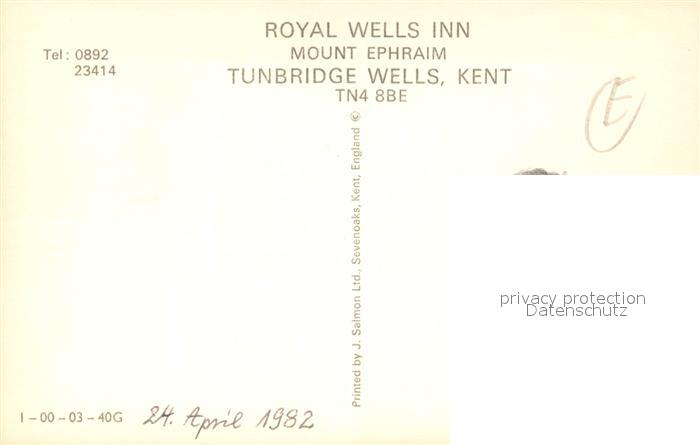 ROYAL WELLS INN
MOUNT EPHRAIM
TUNBRIDGE WELLS, KENT
TN4 8BE
Tel: 0892
23414
E
Printed by J. Salmon Ltd., Sevenoaks, Kent, England ©
privacy protection
Datenschutz
1 - 00 - 03 - 40G
24. April 1982